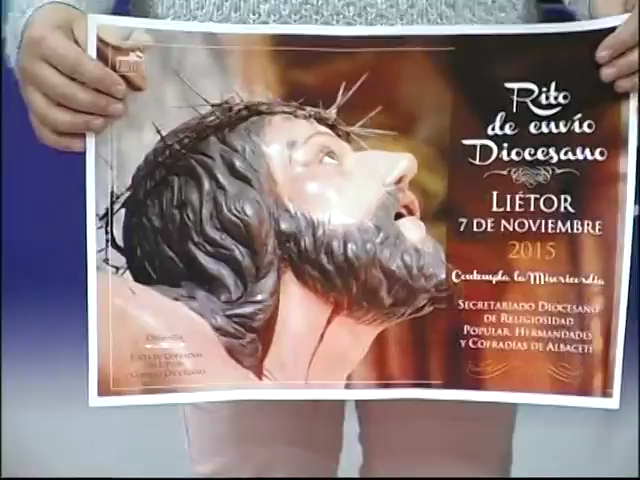 Rito
de envío
Diocesano
LIÉTOR
7 DE NOVIEMBRE
2015
Contempla la Misericordia
SECRETARIADO DIOCESANO
DE RELIGIOSIDAD
POPULAR, HERMANDADES
Y COFRADÍAS DE ALBACETE